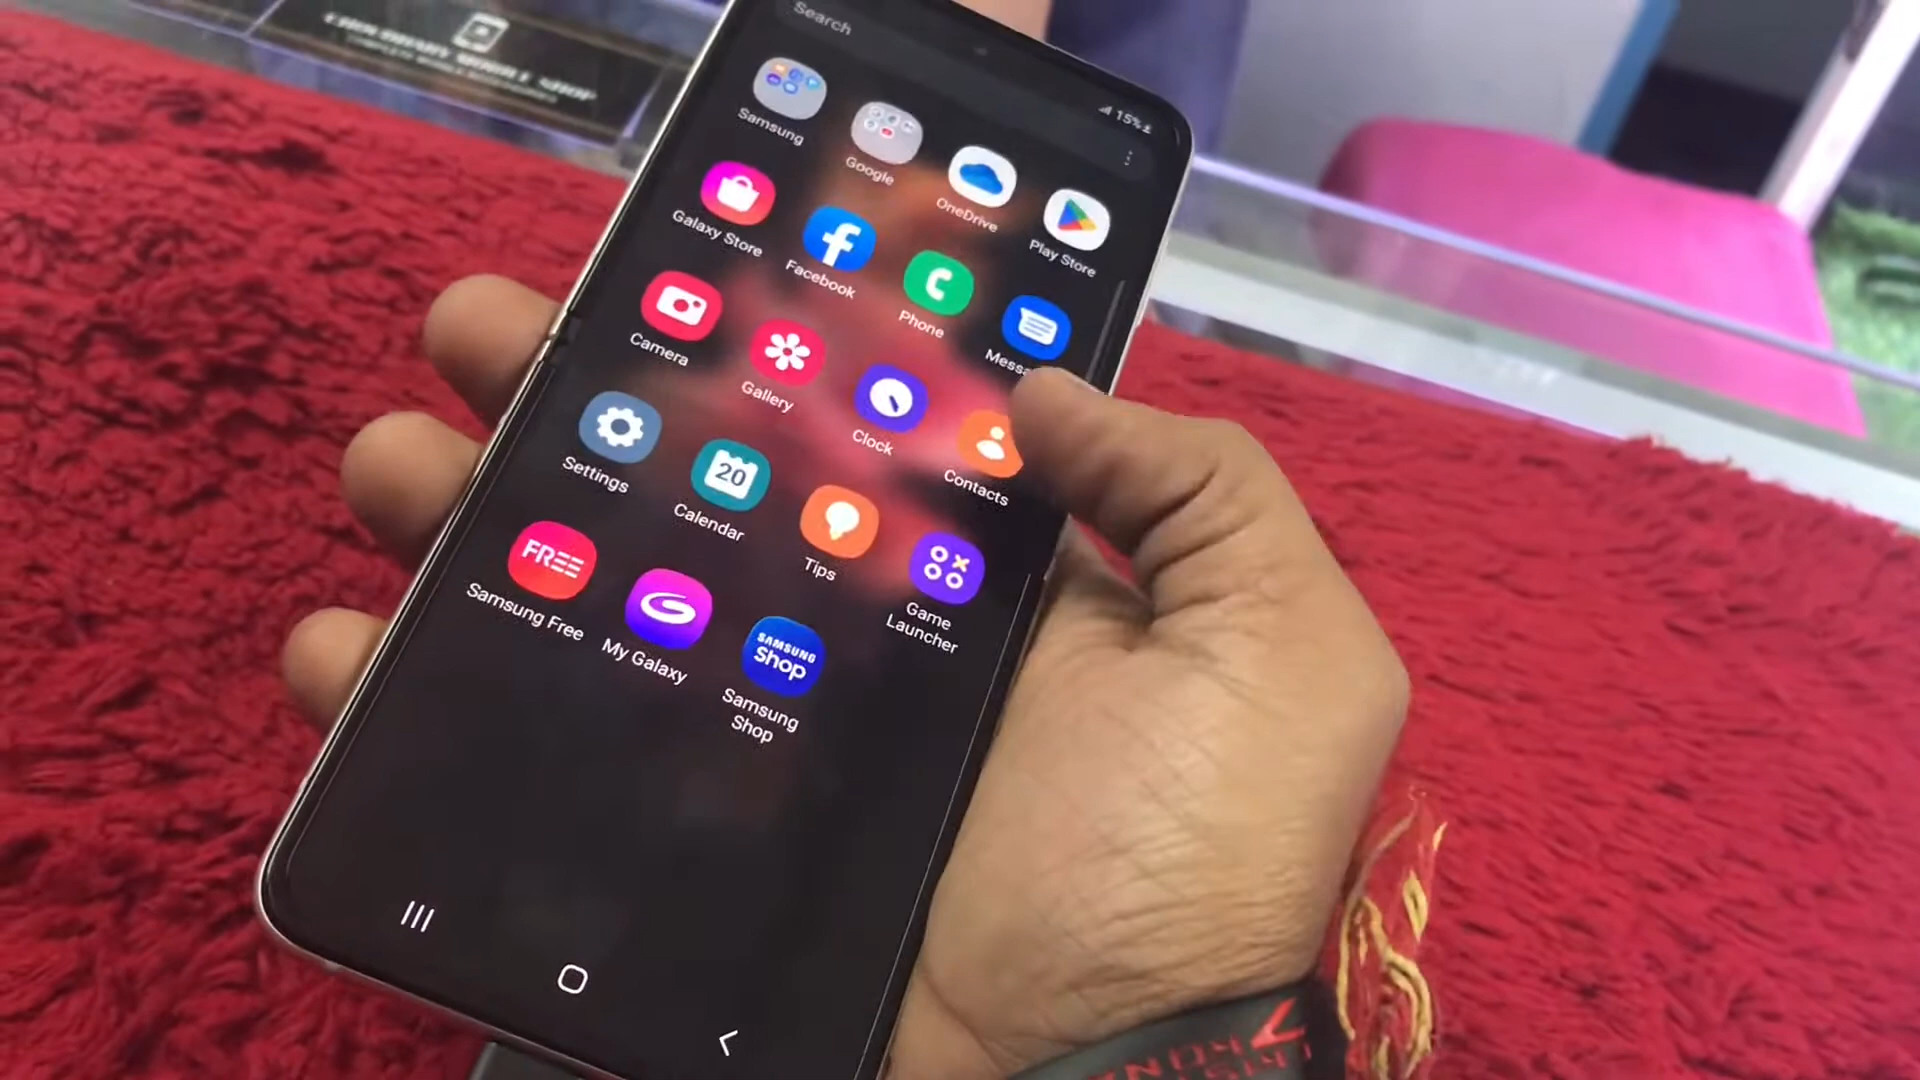 Search
15%
Samsung
Google
OneDrive
Play Store
Galaxy Store
Facebook
Phone
Camera
Gallery
Clock
Contacts
Settings
20
Calendar
Tips
Game
Launcher
FREE
Samsung Free
My Galaxy
SAMSUNG
Shop
Samsung
Shop